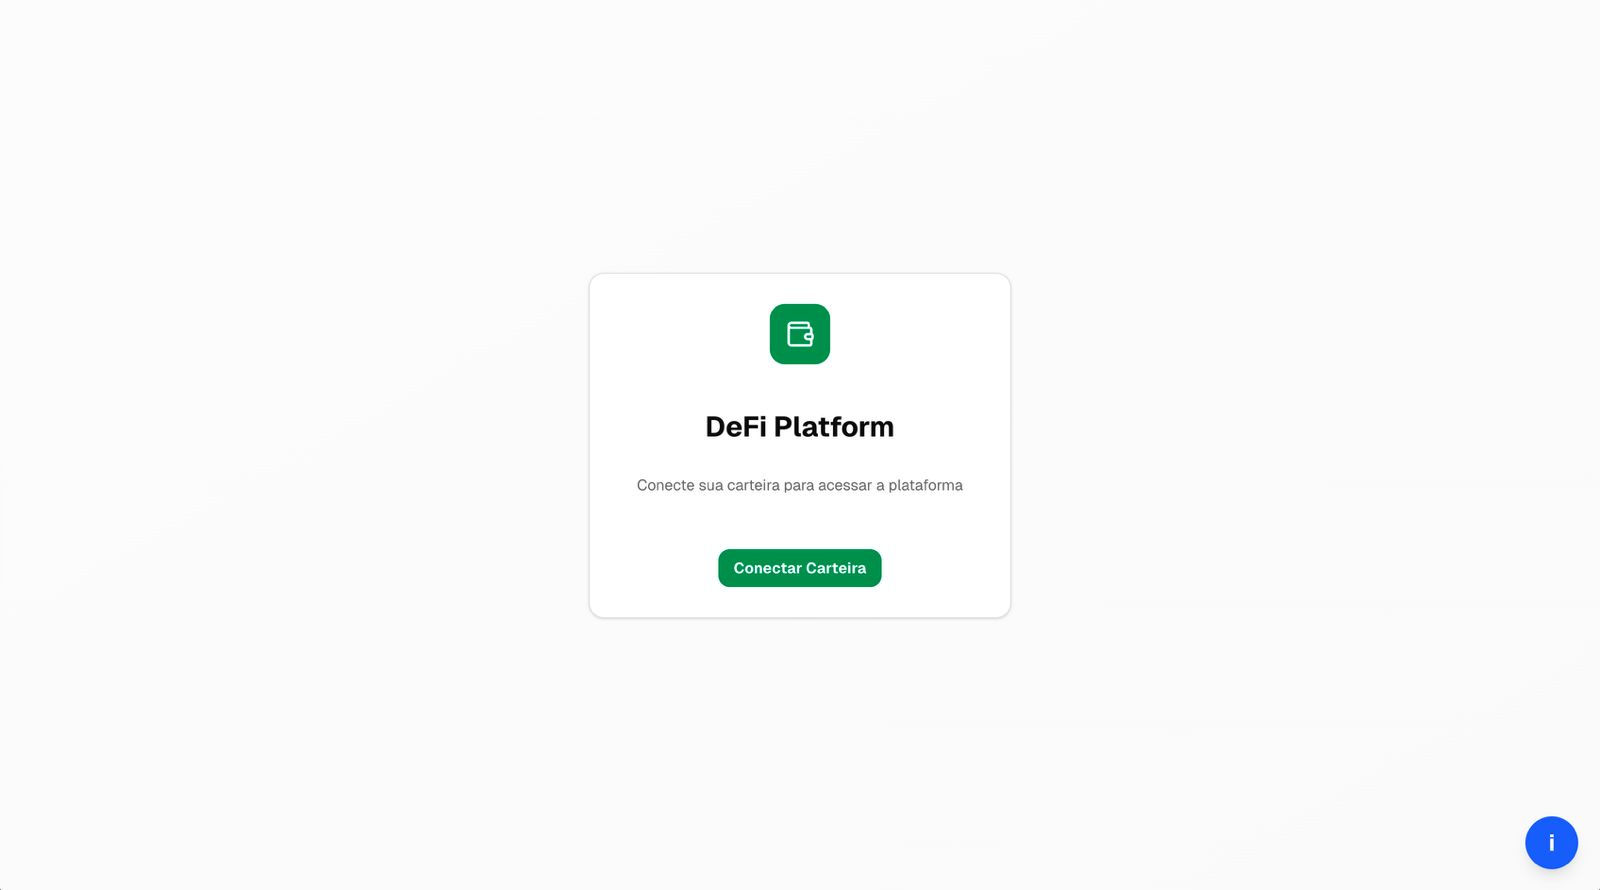 DeFi Platform
Conecte sua carteira para acessar a plataforma
Conectar Carteira
i